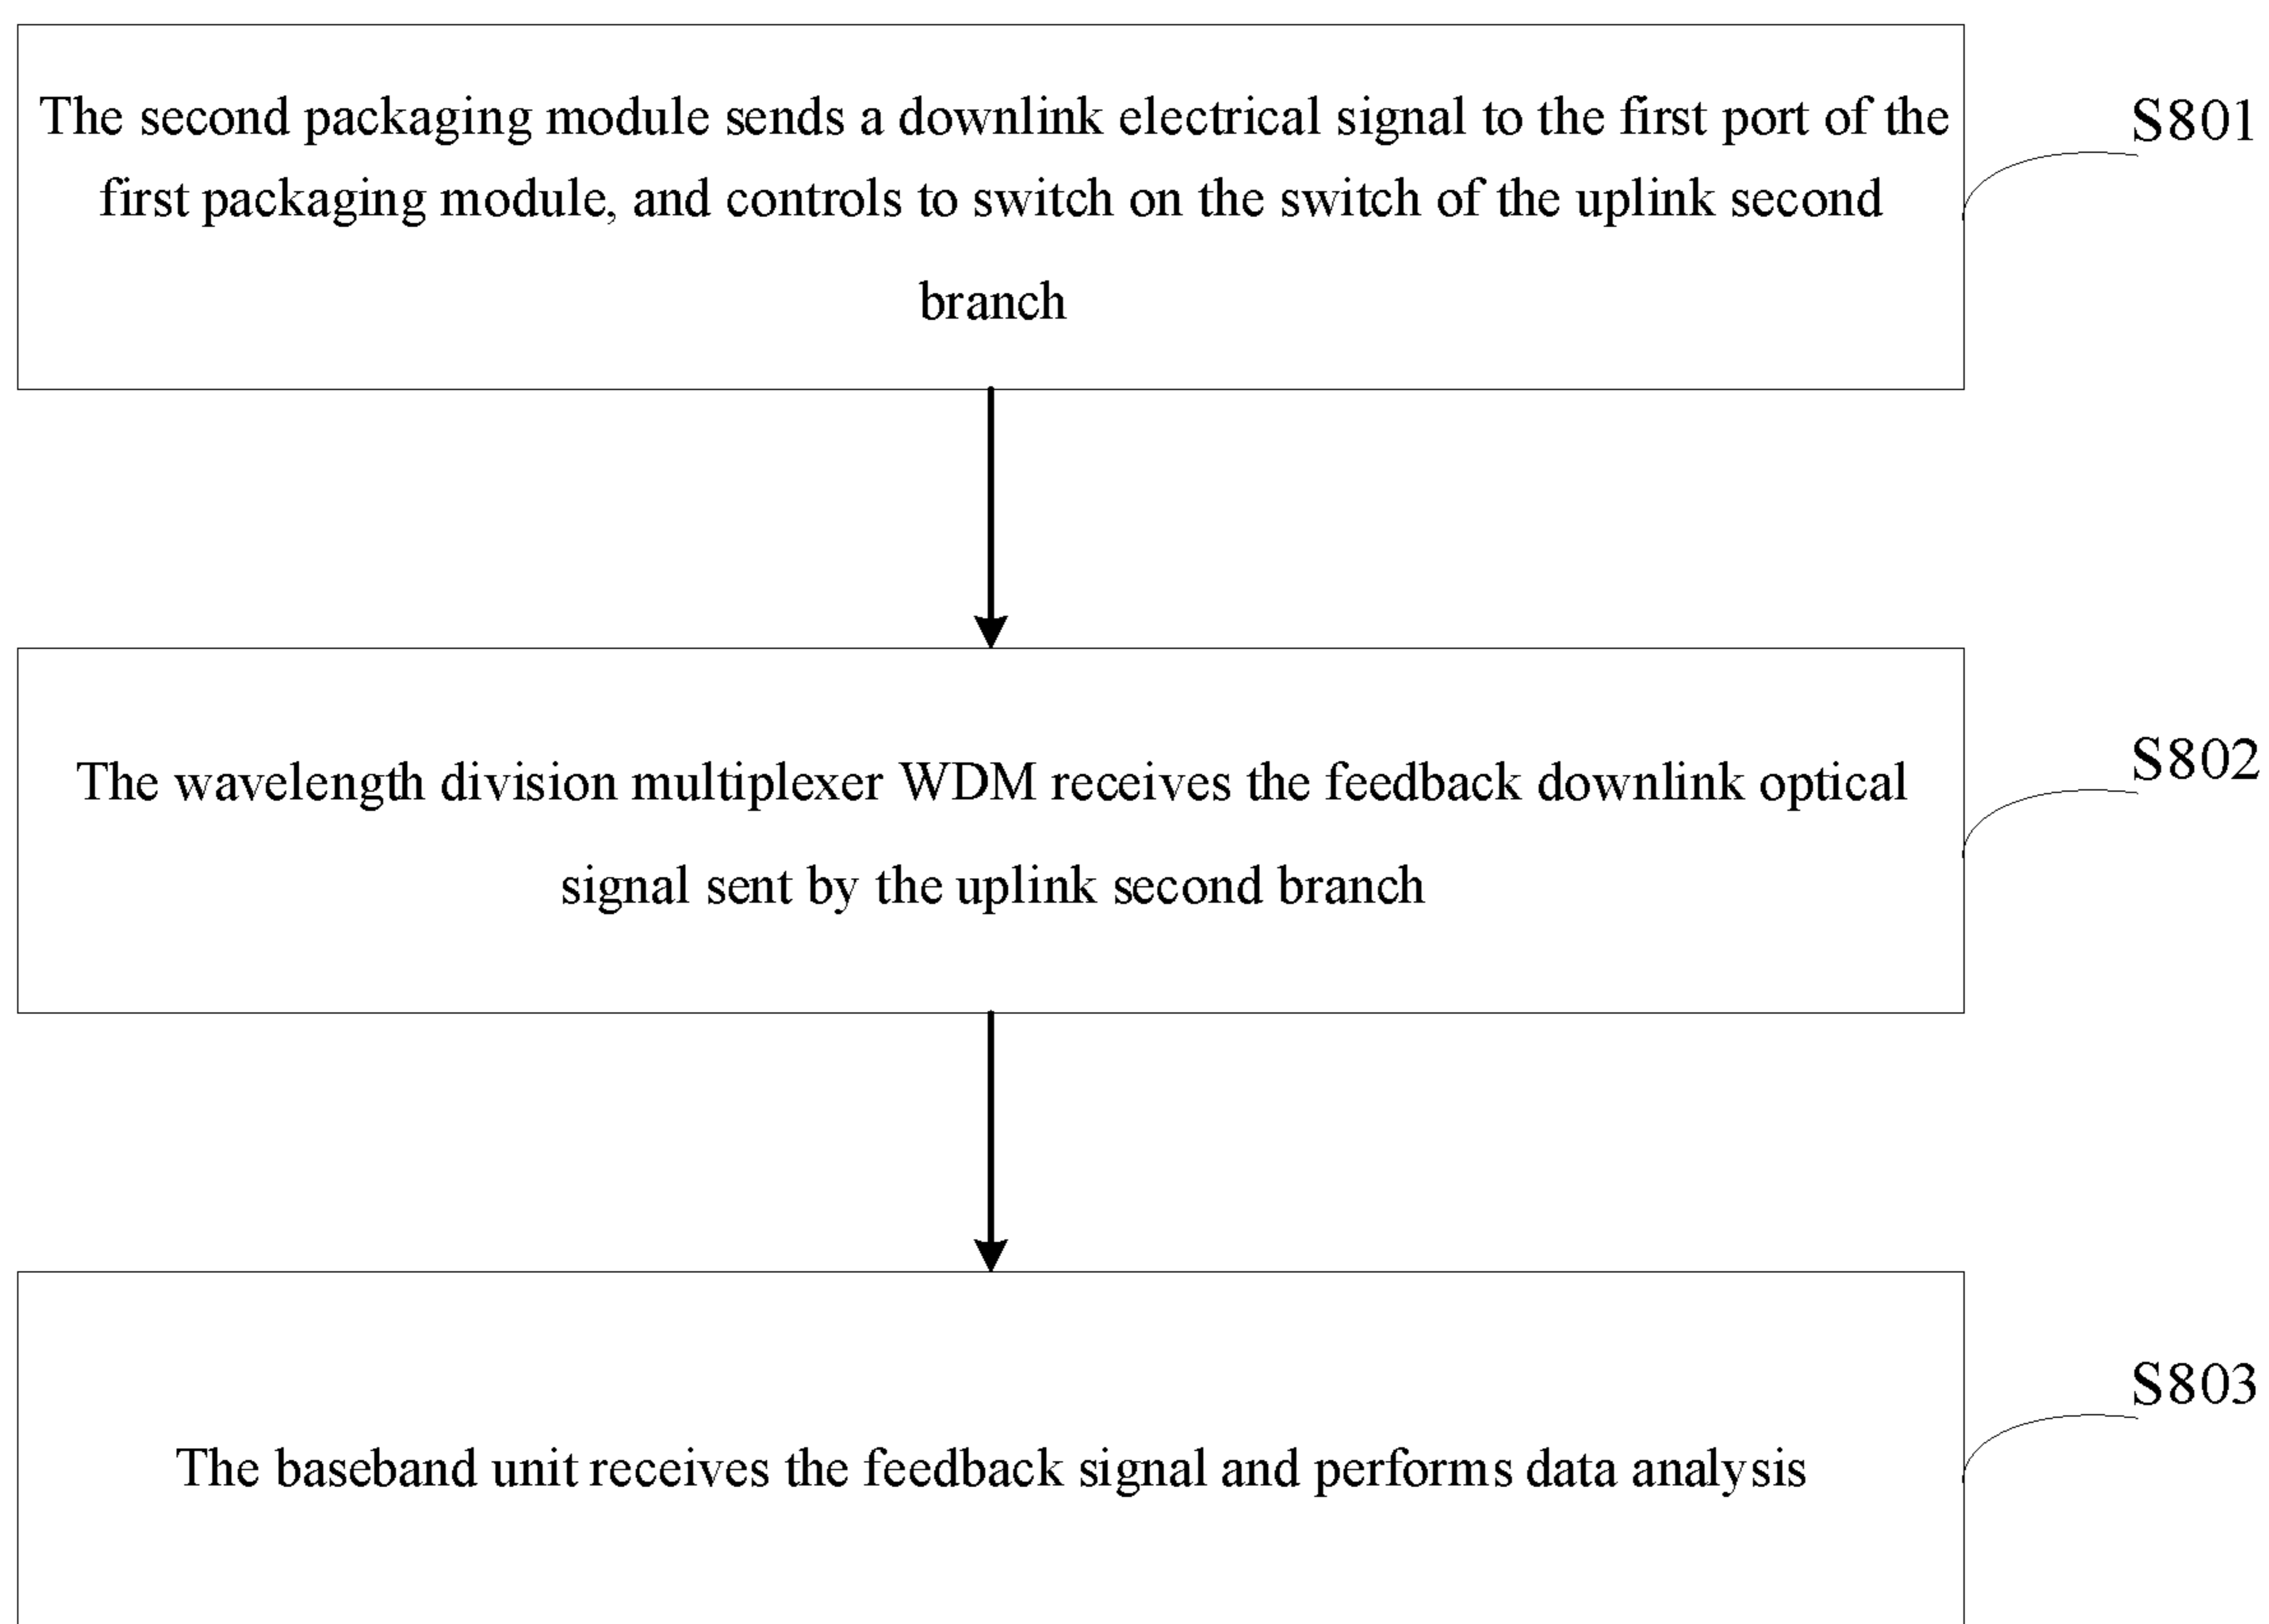 The second packaging module sends a downlink electrical signal to the first port of the
first packaging module, and controls to switch on the switch of the uplink second
branch
S801
The wavelength division multiplexer WDM receives the feedback downlink optical
signal sent by the uplink second branch
S802
The baseband unit receives the feedback signal and performs data analysis
S803